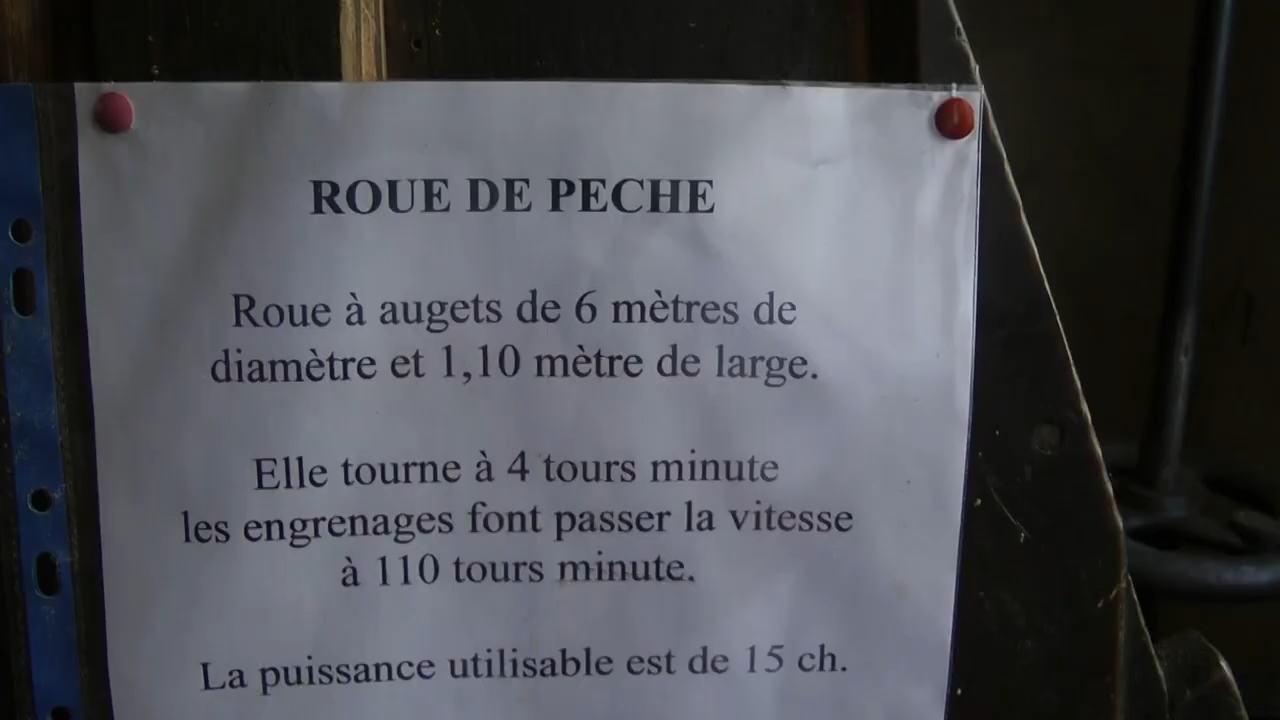 ROUE DE PECHE
Roue à augets de 6 mètres de
diamètre et 1,10 mètre de large.
Elle tourne à 4 tours minute
les engrenages font passer la vitesse
à 110 tours minute.
La puissance utilisable est de 15 ch.